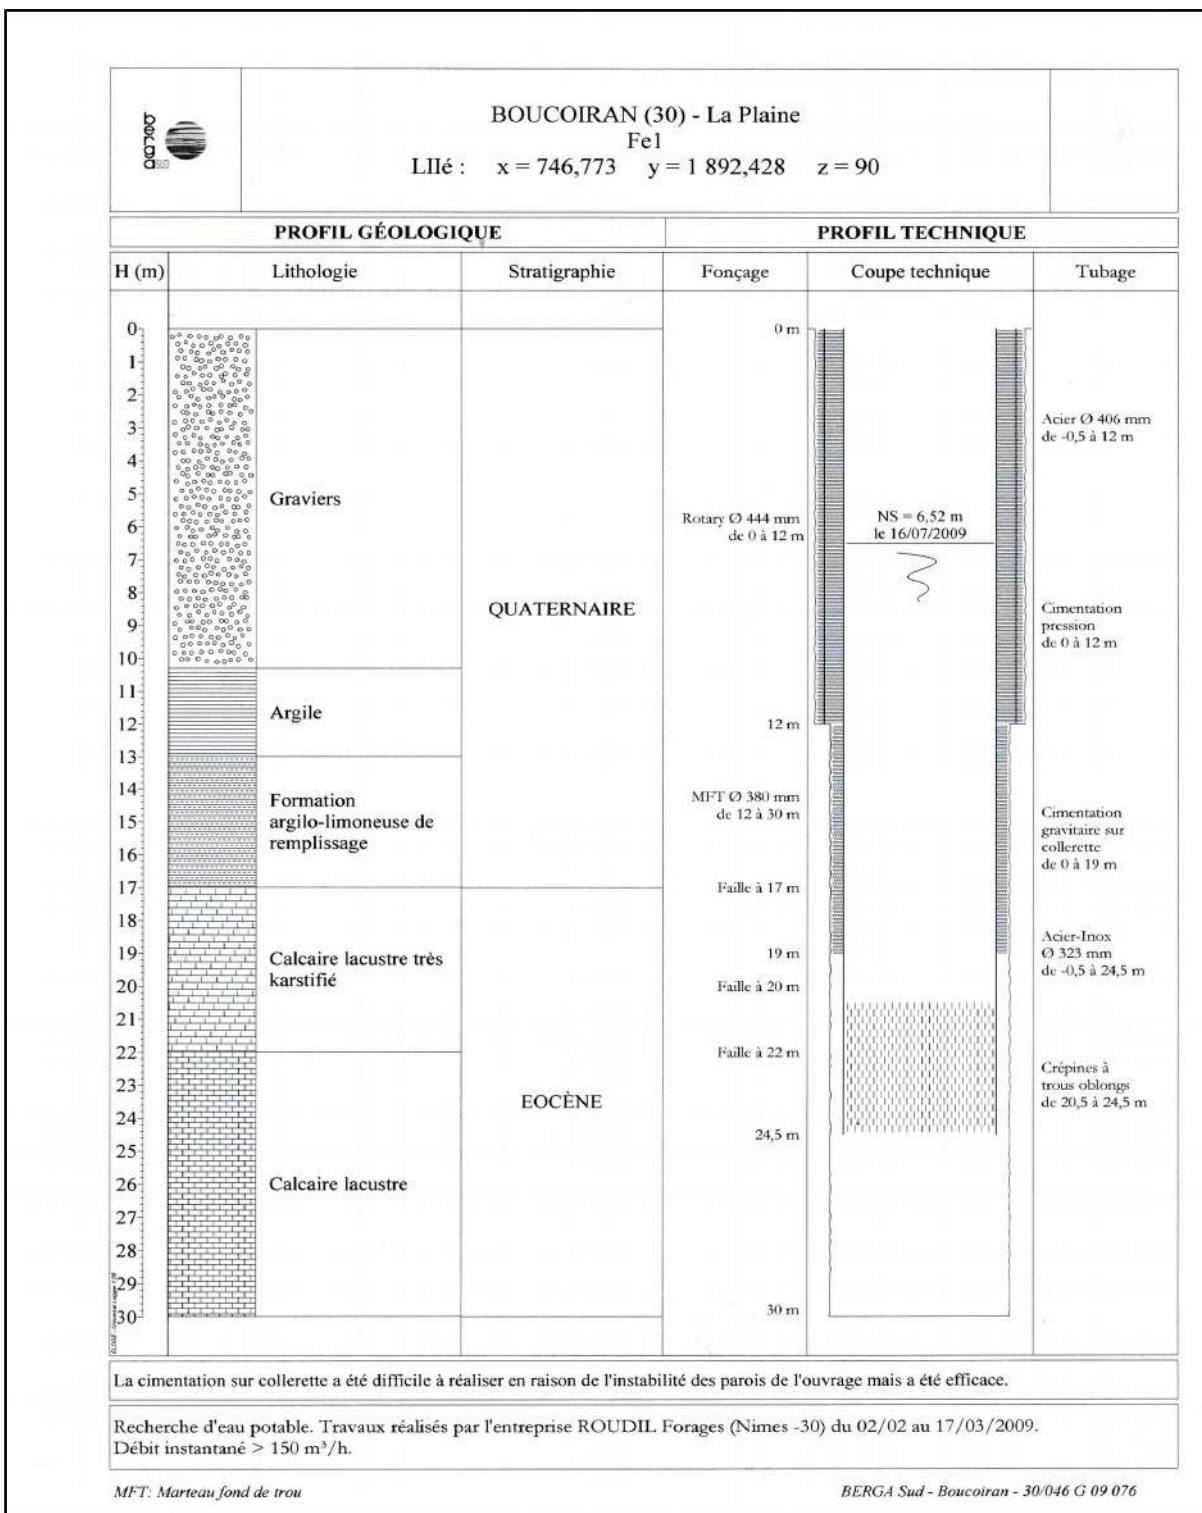 berga
SUD
BOUCOIRAN (30) - La Plaine
Fe1
LIIé : x = 746,773 y = 1 892,428 z = 90
PROFIL GÉOLOGIQUE
PROFIL TECHNIQUE
H (m)
Lithologie
Stratigraphie
Fonçage
Coupe technique
Tubage
0
1
2
3
4
5
6
7
8
9
10
11
12
13
14
15
16
17
18
19
20
21
22
23
24
25
26
27
28
29
30
Graviers
Argile
Formation
argilo-limoneuse de
remplissage
Calcaire lacustre très
karstifié
Calcaire lacustre
QUATERNAIRE
EOCÈNE
0 m
Rotary Ø 444 mm
de 0 à 12 m
12 m
MFT Ø 380 mm
de 12 à 30 m
Faille à 17 m
19 m
Faille à 20 m
Faille à 22 m
24,5 m
30 m
NS = 6,52 m
le 16/07/2009
Acier Ø 406 mm
de -0,5 à 12 m
Cimentation
pression
de 0 à 12 m
Cimentation
gravitaire sur
collerette
de 0 à 19 m
Acier-Inox
Ø 323 mm
de -0,5 à 24,5 m
Crépines à
trous oblongs
de 20,5 à 24,5 m
La cimentation sur collerette a été difficile à réaliser en raison de l'instabilité des parois de l'ouvrage mais a été efficace.
Recherche d'eau potable. Travaux réalisés par l'entreprise ROUDIL Forages (Nimes -30) du 02/02 au 17/03/2009.
Débit instantané > 150 m³/h.
MFT: Marteau fond de trou
BERGA Sud - Boucoiran - 30/046 G 09 076